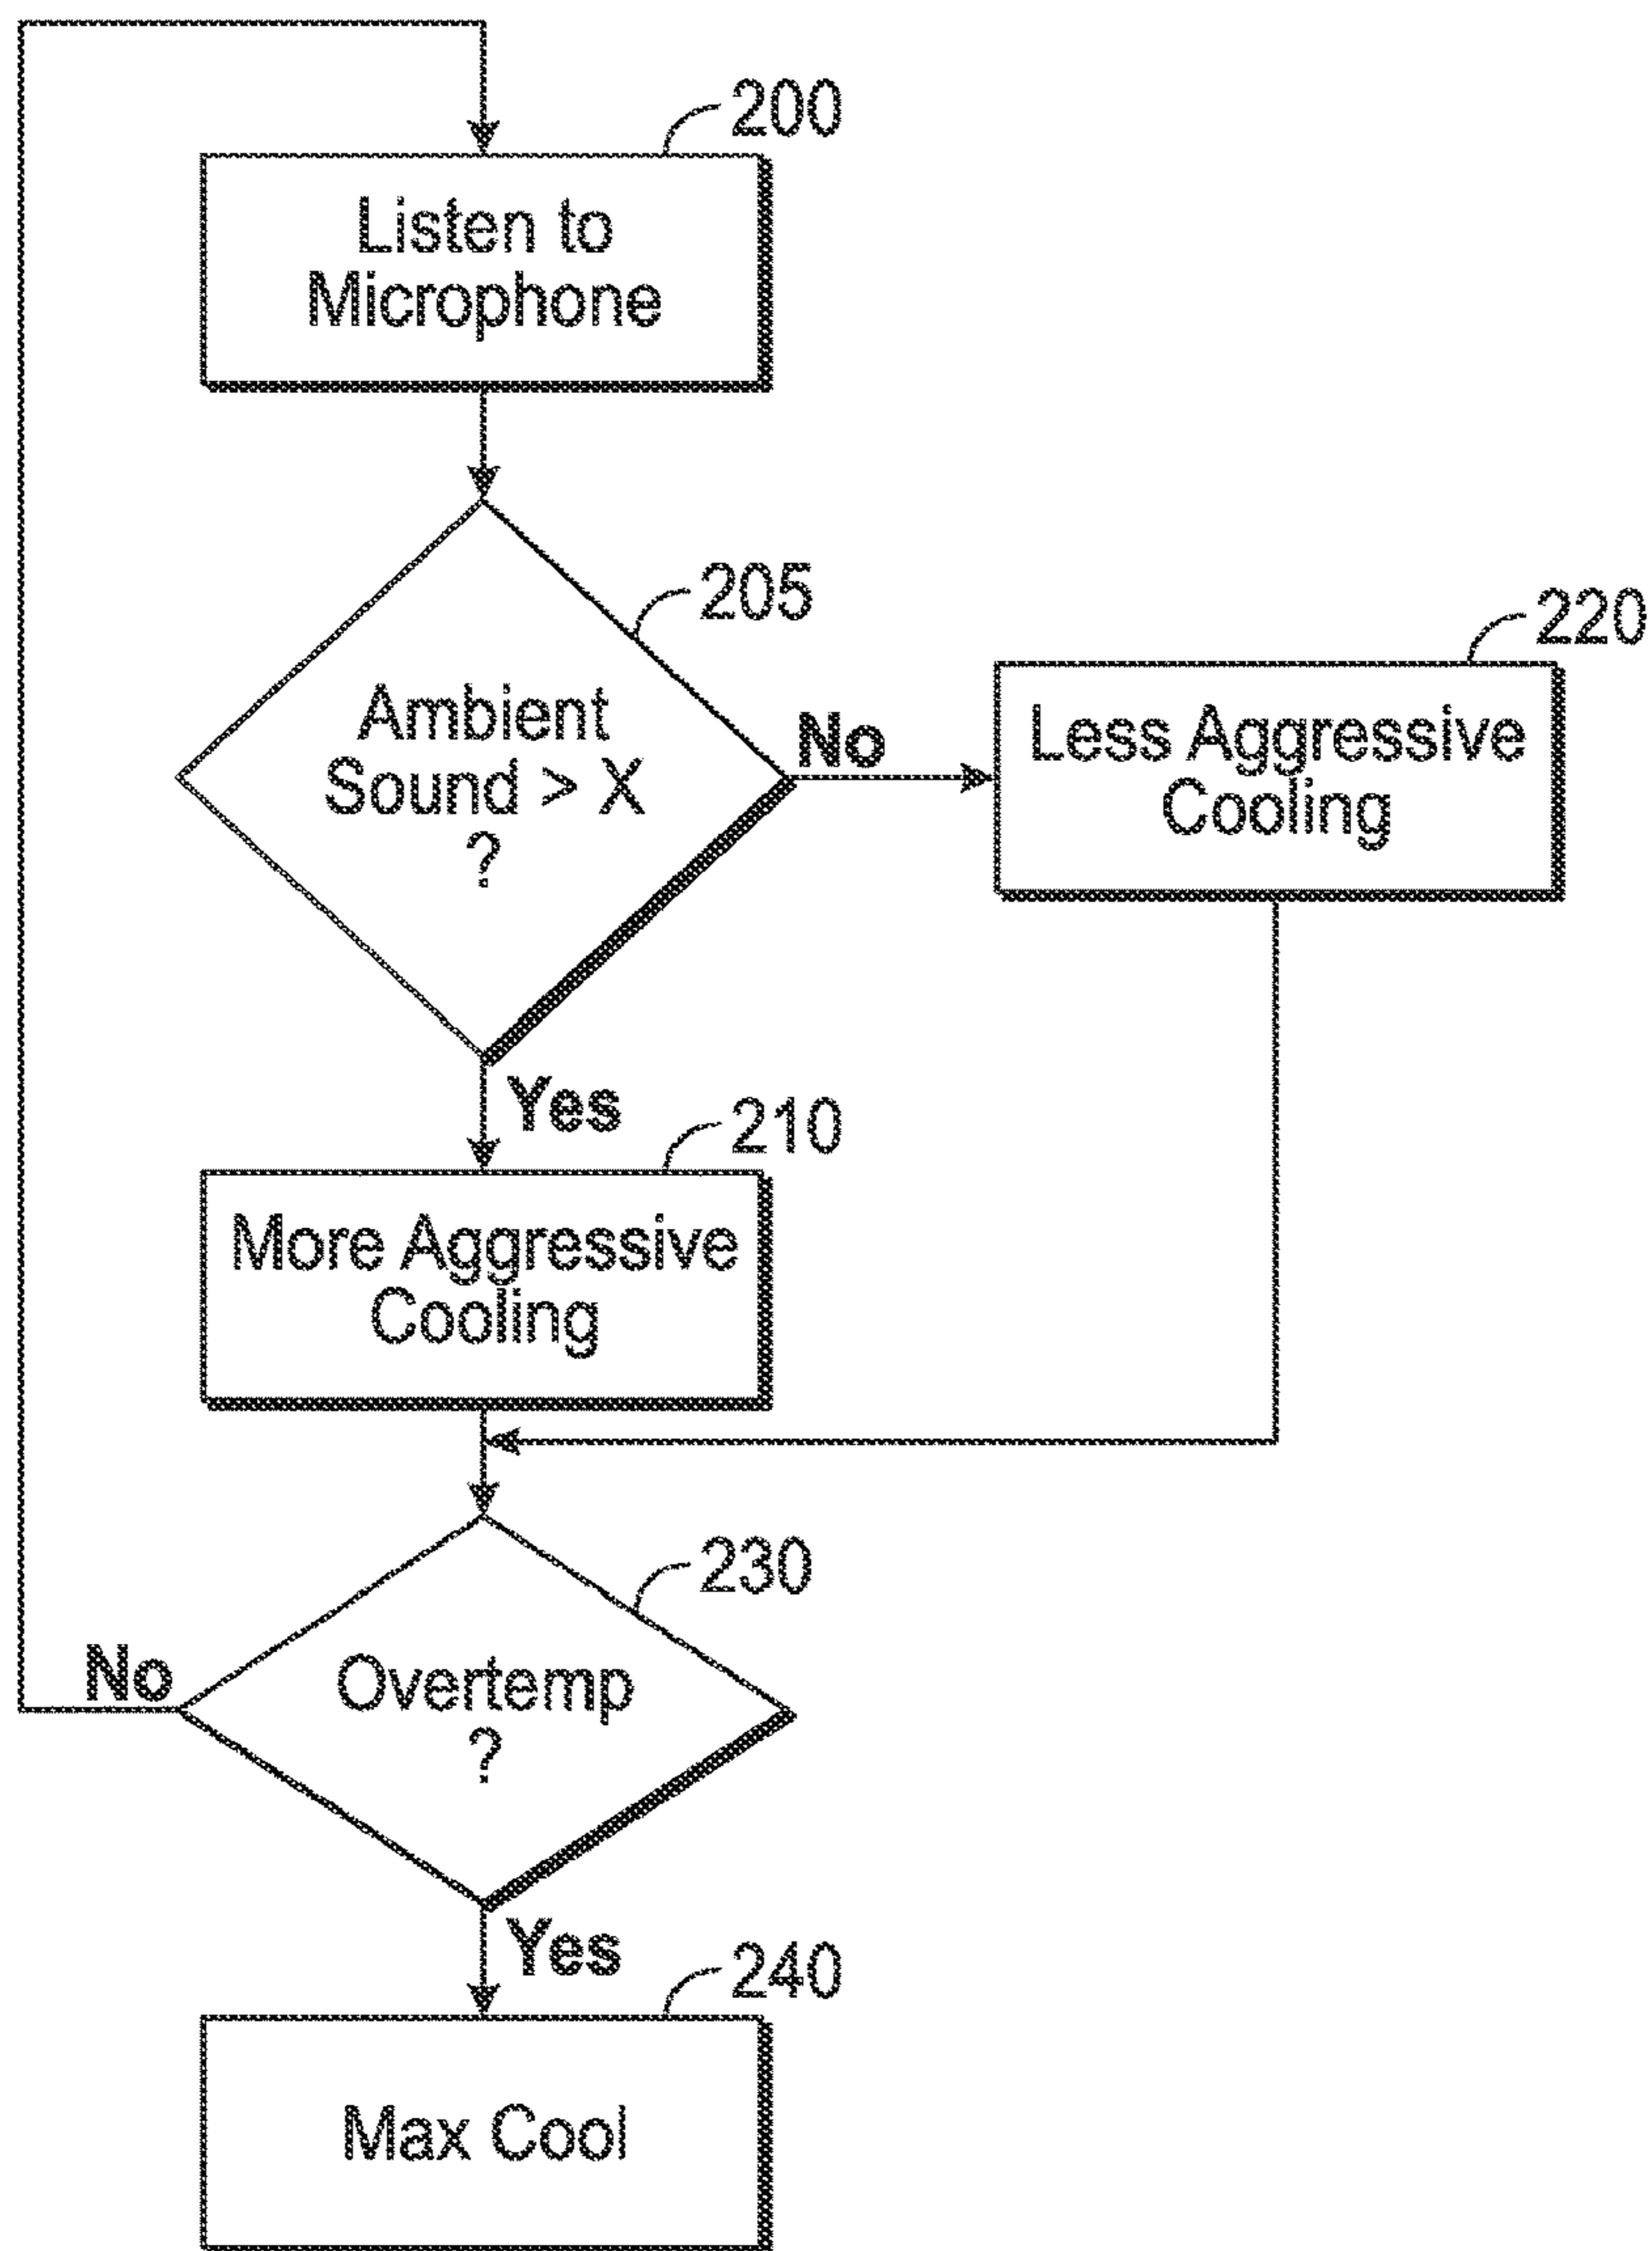 200
Listen to
Microphone
205
Ambient
Sound > X
?
No
220
Less Aggressive
Cooling
Yes
210
More Aggressive
Cooling
230
Overtemp
?
No
Yes
240
Max Cool